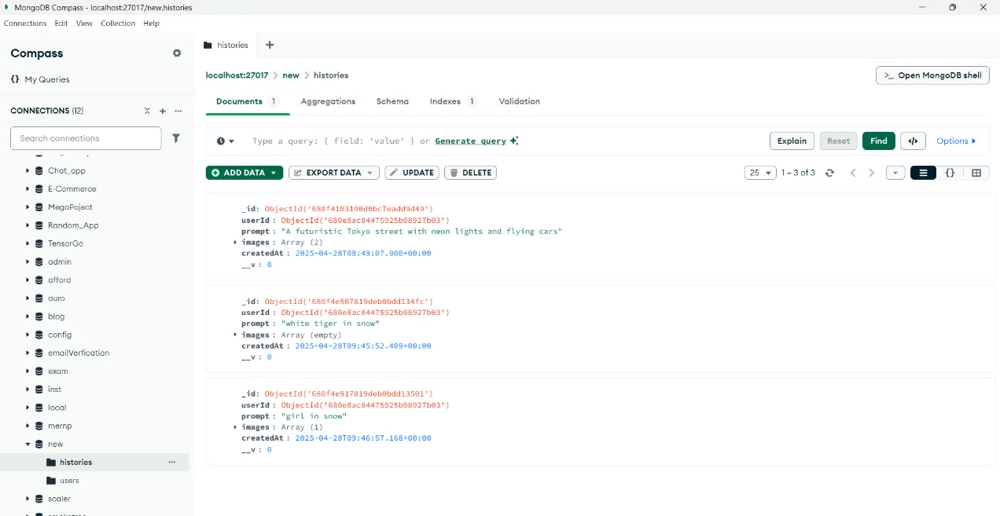 MongoDB Compass - localhost:27017/new.histories
Connections Edit View Collection Help
Compass
{} My Queries
CONNECTIONS (12)
Search connections
Chat_app
E-Commerce
MegaPoject
Random_App
TensorGo
admin
afford
auro
blog
config
emailVerfication
exam
inst
local
mernp
new
histories
users
scaler
histories
localhost:27017 > new > histories
>_ Open MongoDB shell
Documents 1 Aggregations Schema Indexes 1 Validation
Type a query: { field: 'value' } or Generate query
Explain Reset Find </> Options
ADD DATA EXPORT DATA UPDATE DELETE
25 1 – 3 of 3 {}
_id: ObjectId('680f4103190d0bc7eadd9d49')
userId : ObjectId('680e8ac84475925b08927b03')
prompt : "A futuristic Tokyo street with neon lights and flying cars"
images : Array (2)
createdAt : 2025-04-28T08:49:07.900+00:00
__v : 0
_id: ObjectId('680f4e507819deb0bdd134fc')
userId : ObjectId('680e8ac84475925b08927b03')
prompt : "white tiger in snow"
images : Array (empty)
createdAt : 2025-04-28T09:45:52.409+00:00
__v : 0
_id: ObjectId('680f4e917819deb0bdd13501')
userId : ObjectId('680e8ac84475925b08927b03')
prompt : "girl in snow"
images : Array (1)
createdAt : 2025-04-28T09:46:57.168+00:00
__v : 0